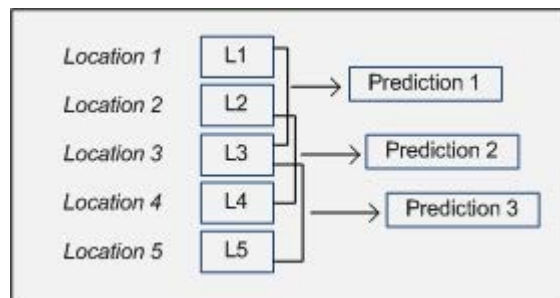 Location 1 L1
Prediction 1
Location 2 L2
Location 3 L3 Prediction 2
Location 4 L4 Prediction 3
Location 5 L5